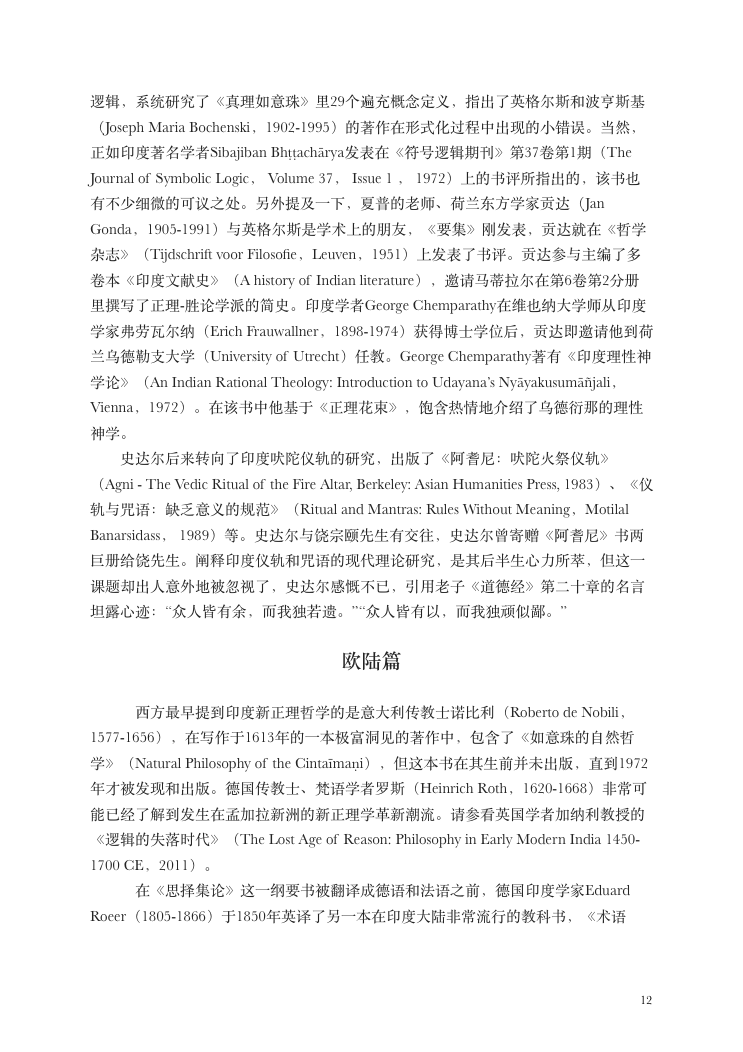 逻辑，系统研究了《真理如意珠》里29个遍充概念定义，指出了英格尔斯和波亨斯基
（Joseph Maria Bochenski，1902-1995）的著作在形式化过程中出现的小错误。当然，
正如印度著名学者Sibajiban Bhṭṭachārya发表在《符号逻辑期刊》第37卷第1期（The
Journal of Symbolic Logic， Volume 37， Issue 1 ， 1972）上的书评所指出的，该书也
有不少细微的可议之处。另外提及一下，夏普的老师、荷兰东方学家贡达（Jan
Gonda，1905-1991）与英格尔斯是学术上的朋友，《要集》刚发表，贡达就在《哲学
杂志》（Tijdschrift voor Filosofie，Leuven，1951）上发表了书评。贡达参与主编了多
卷本《印度文献史》（A history of Indian literature），邀请马蒂拉尔在第6卷第2分册
里撰写了正理-胜论学派的简史。印度学者George Chemparathy在维也纳大学师从印度
学家弗劳瓦尔纳（Erich Frauwallner，1898-1974）获得博士学位后，贡达即邀请他到荷
兰乌德勒支大学（University of Utrecht）任教。George Chemparathy著有《印度理性神
学论》（An Indian Rational Theology: Introduction to Udayana’s Nyāyakusumāñjali，
Vienna，1972）。在该书中他基于《正理花束》，饱含热情地介绍了乌德衍那的理性
神学。
史达尔后来转向了印度吠陀仪轨的研究，出版了《阿耆尼：吠陀火祭仪轨》
（Agni - The Vedic Ritual of the Fire Altar, Berkeley: Asian Humanities Press, 1983）、《仪
轨与咒语：缺乏意义的规范》（Ritual and Mantras: Rules Without Meaning，Motilal
Banarsidass， 1989）等。史达尔与饶宗颐先生有交往，史达尔曾寄赠《阿耆尼》书两
巨册给饶先生。阐释印度仪轨和咒语的现代理论研究，是其后半生心力所萃，但这一
课题却出人意外地被忽视了，史达尔感慨不已，引用老子《道德经》第二十章的名言
坦露心迹：“众人皆有余，而我独若遗。”“众人皆有以，而我独顽似鄙。”
欧陆篇
西方最早提到印度新正理哲学的是意大利传教士诺比利（Roberto de Nobili，
1577-1656），在写作于1613年的一本极富洞见的著作中，包含了《如意珠的自然哲
学》（Natural Philosophy of the Cintaīmaṇi），但这本书在其生前并未出版，直到1972
年才被发现和出版。德国传教士、梵语学者罗斯（Heinrich Roth，1620-1668）非常可
能已经了解到发生在孟加拉新洲的新正理学革新潮流。请参看英国学者加纳利教授的
《逻辑的失落时代》（The Lost Age of Reason: Philosophy in Early Modern India 1450-
1700 CE，2011）。
在《思择集论》这一纲要书被翻译成德语和法语之前，德国印度学家Eduard
Roeer（1805-1866）于1850年英译了另一本在印度大陆非常流行的教科书，《术语
12